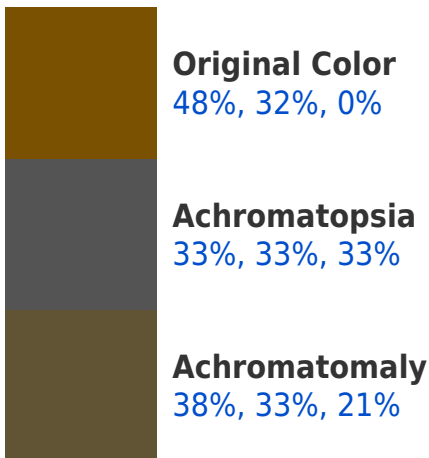 Original Color
48%, 32%, 0%
Achromatopsia
33%, 33%, 33%
Achromatomaly
38%, 33%, 21%